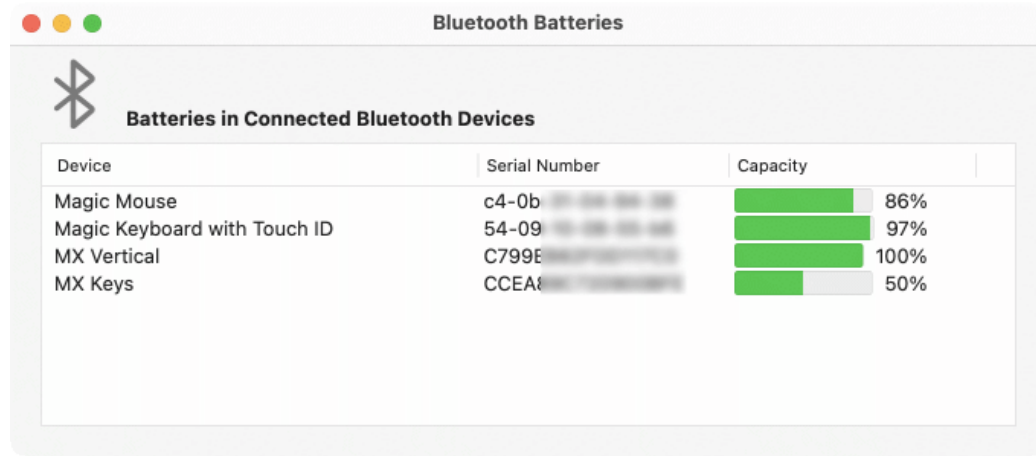 Bluetooth Batteries
Batteries in Connected Bluetooth Devices
Device Serial Number Capacity
Magic Mouse c4-0b 86%
Magic Keyboard with Touch ID 54-09 97%
MX Vertical C799E 100%
MX Keys CCEA8 50%